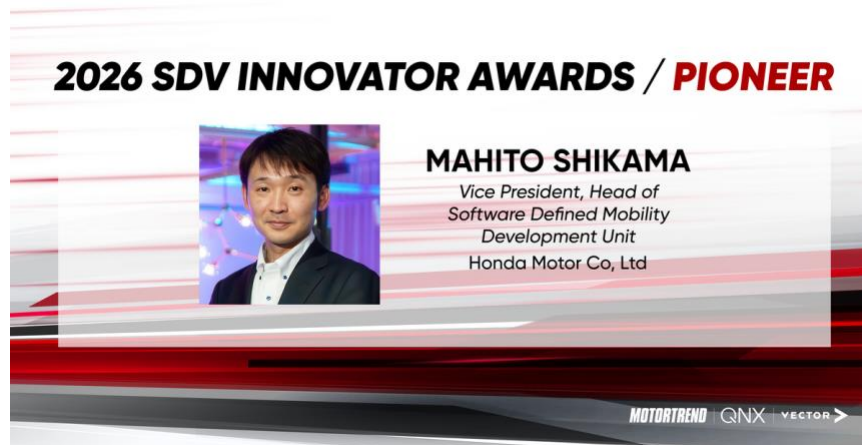 2026 SDV INNOVATOR AWARDS / PIONEER
MAHITO SHIKAMA
Vice President, Head of
Software Defined Mobility
Development Unit
Honda Motor Co, Ltd
MOTORTREND | QNX | VECTOR